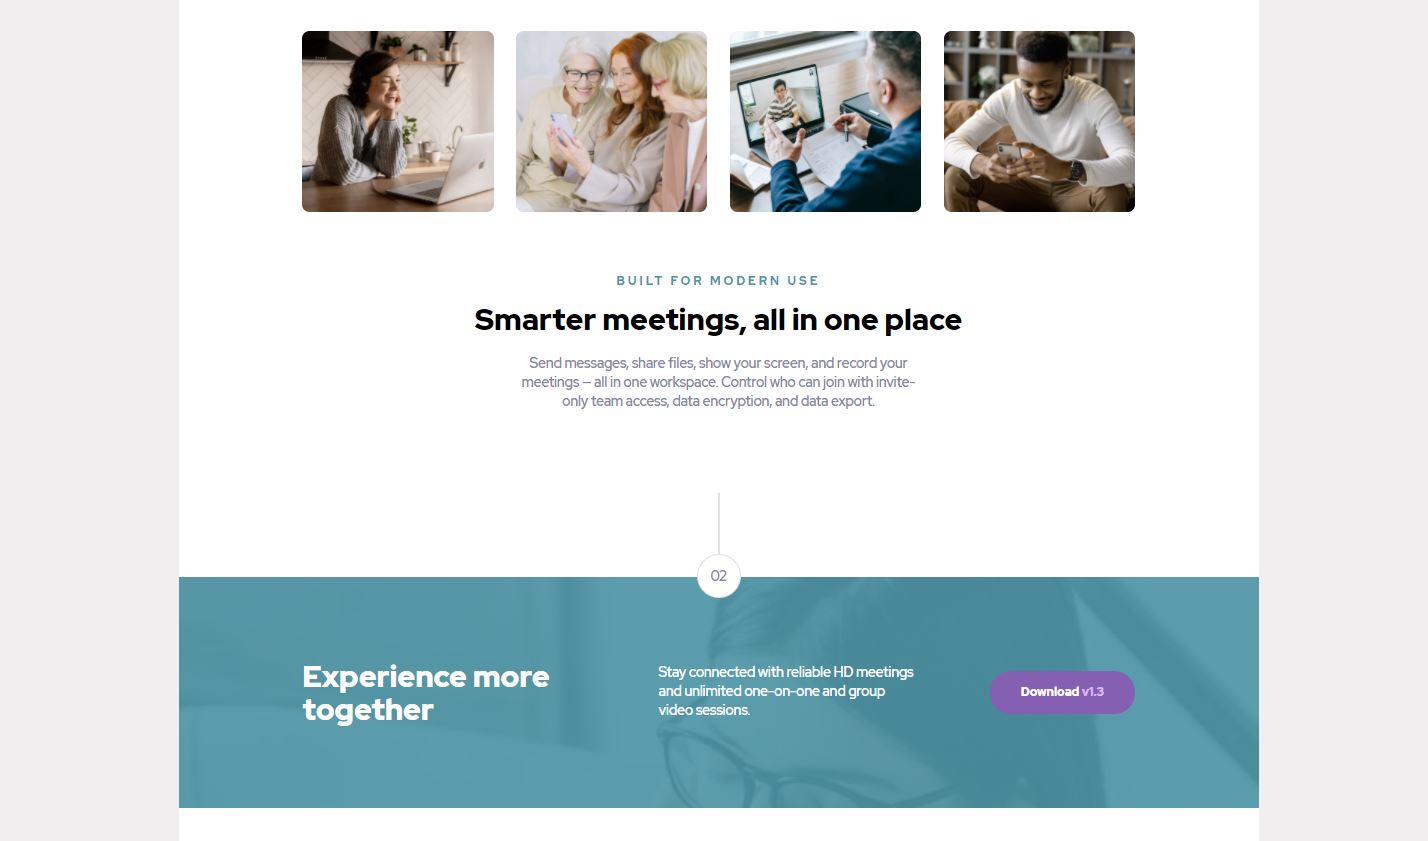 BUILT FOR MODERN USE
Smarter meetings, all in one place
Send messages, share files, show your screen, and record your
meetings – all in one workspace. Control who can join with invite-
only team access, data encryption, and data export.
02
Experience more
together
Stay connected with reliable HD meetings
and unlimited one-on-one and group
video sessions.
Download v1.3